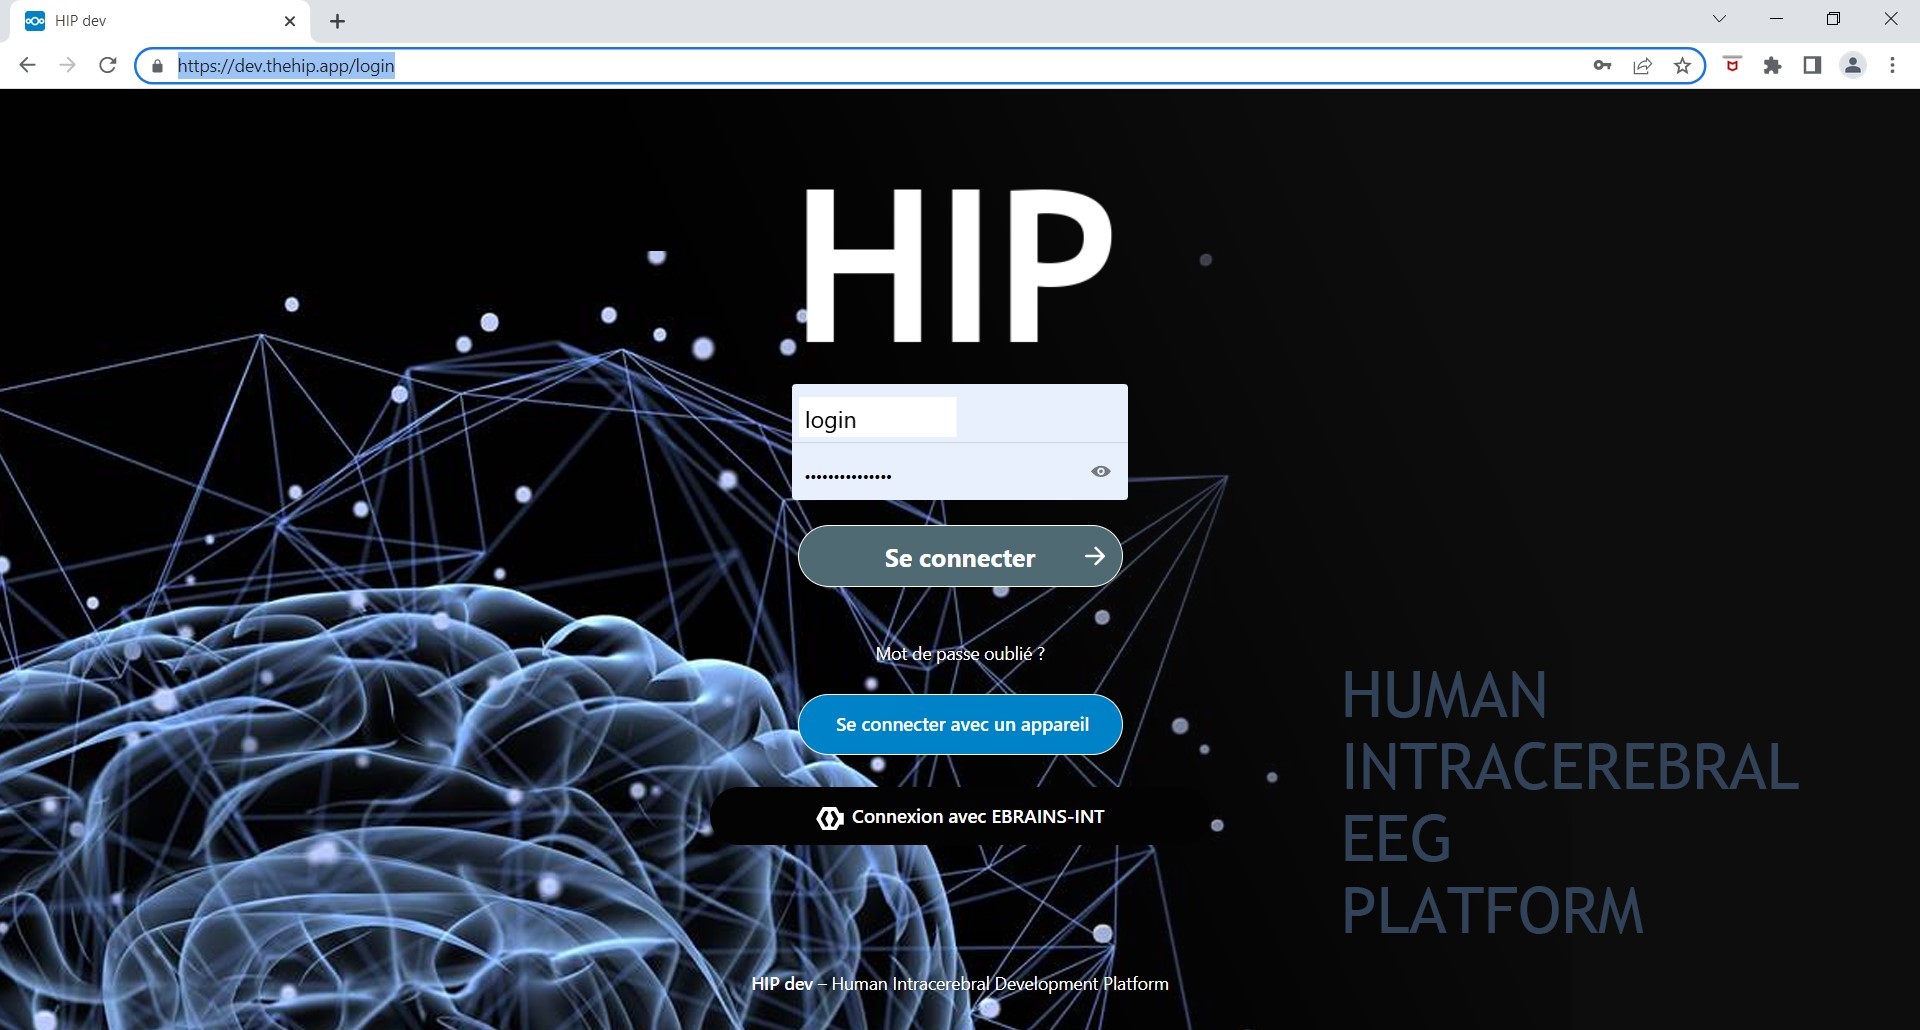 HIP dev
https://dev.thehip.app/login
HIP
login
Se connecter
Mot de passe oublié ?
Se connecter avec un appareil
Connexion avec EBRAINS-INT
HUMAN
INTRACEREBRAL
EEG
PLATFORM
HIP dev – Human Intracerebral Development Platform